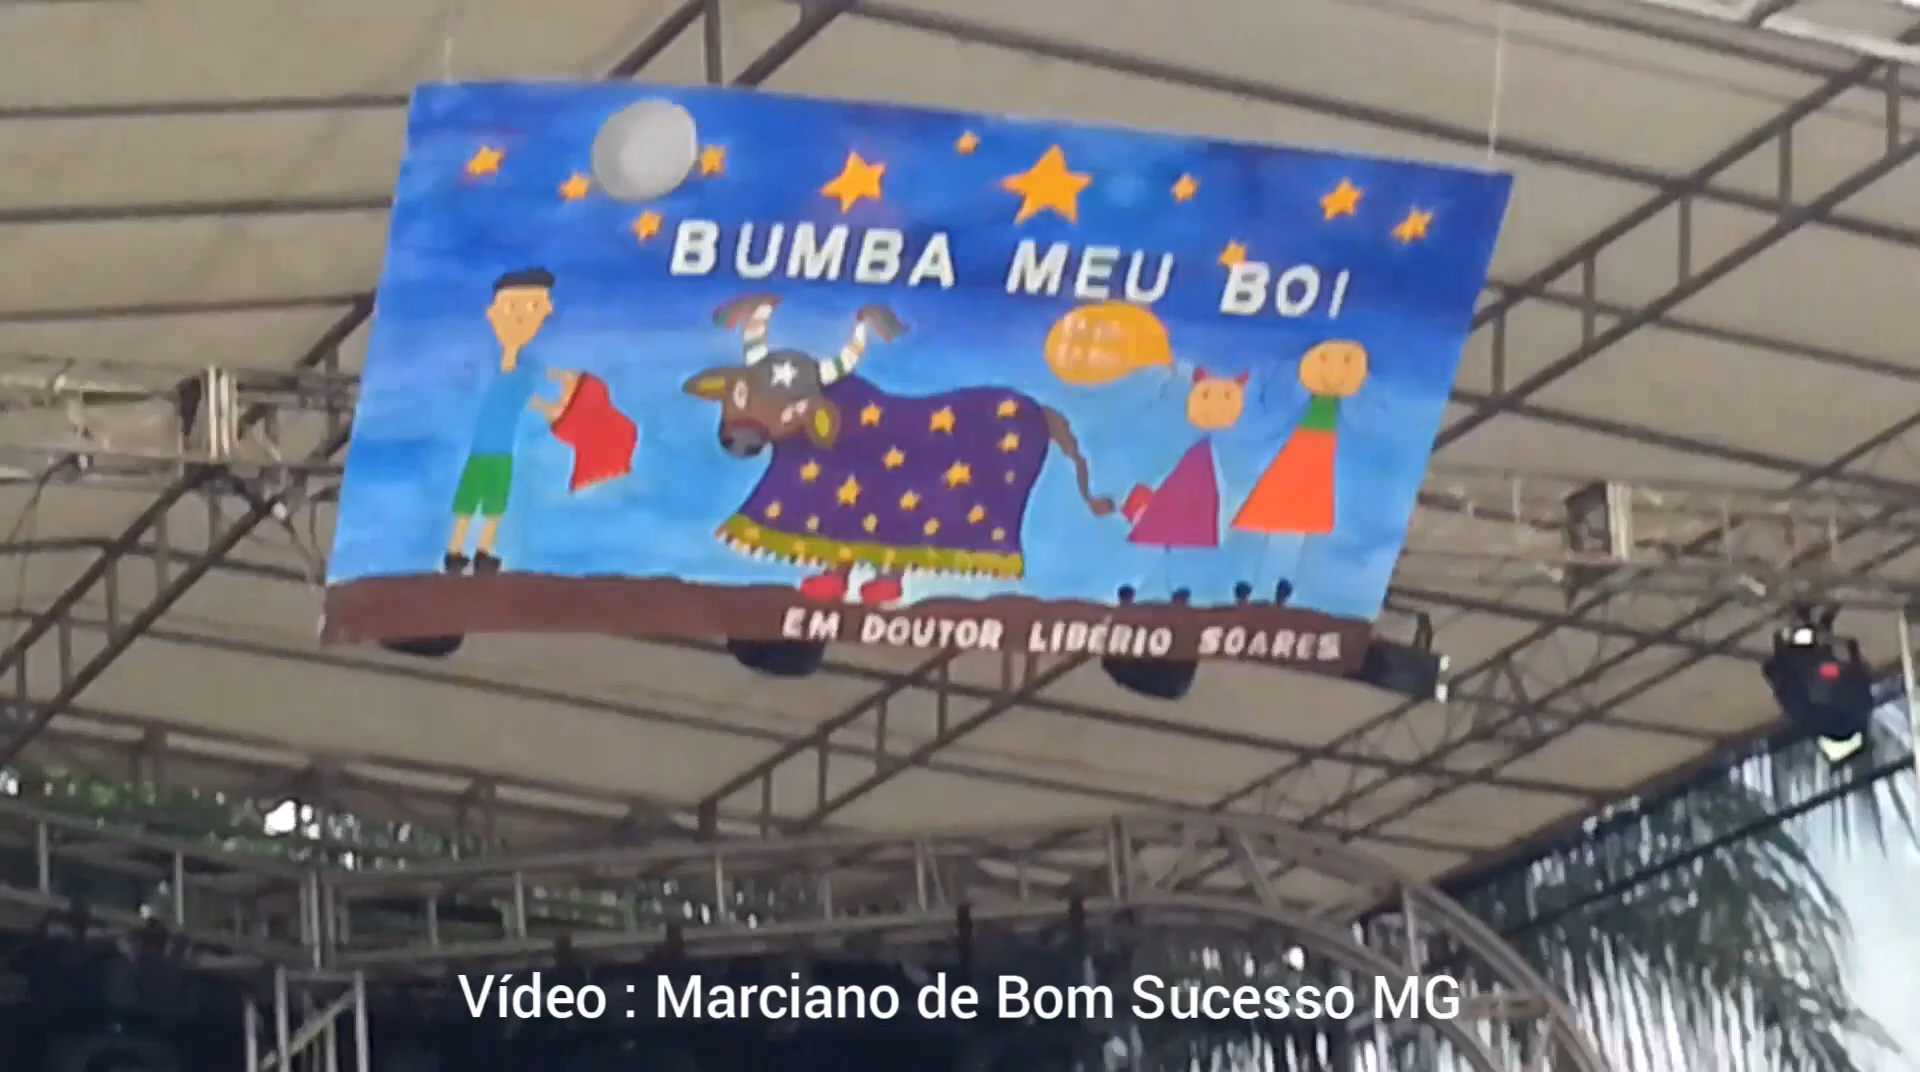 BUMBA MEU BOI
EM DOUTOR LIBÉRIO SOARES
Vídeo : Marciano de Bom Sucesso MG